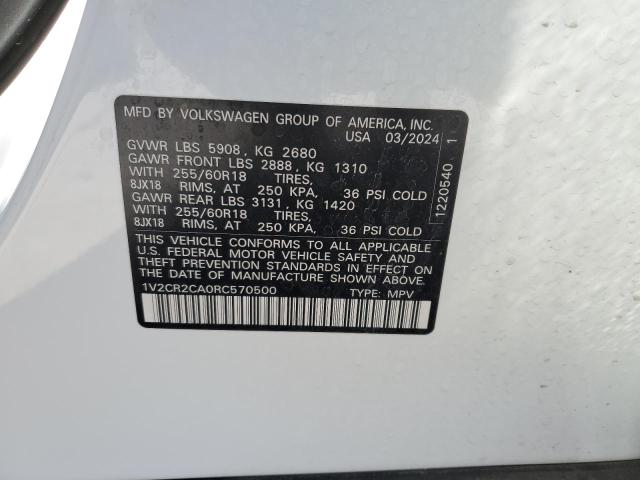 MFD BY VOLKSWAGEN GROUP OF AMERICA, INC.
USA 03/2024
GVWR LBS 5908, KG 2680
GAWR FRONT LBS 2888, KG 1310
WITH 255/60R18 TIRES,
8JX18 RIMS, AT 250 KPA, 36 PSI COLD
GAWR REAR LBS 3131, KG 1420
WITH 255/60R18 TIRES,
8JX18 RIMS, AT 250 KPA, 36 PSI COLD
THIS VEHICLE CONFORMS TO ALL APPLICABLE
U.S. FEDERAL MOTOR VEHICLE SAFETY AND
THEFT PREVENTION STANDARDS IN EFFECT ON
THE DATE OF MANUFACTURE SHOWN ABOVE.
1V2CR2CA0RC570500 TYPE: MPV
1220540 1